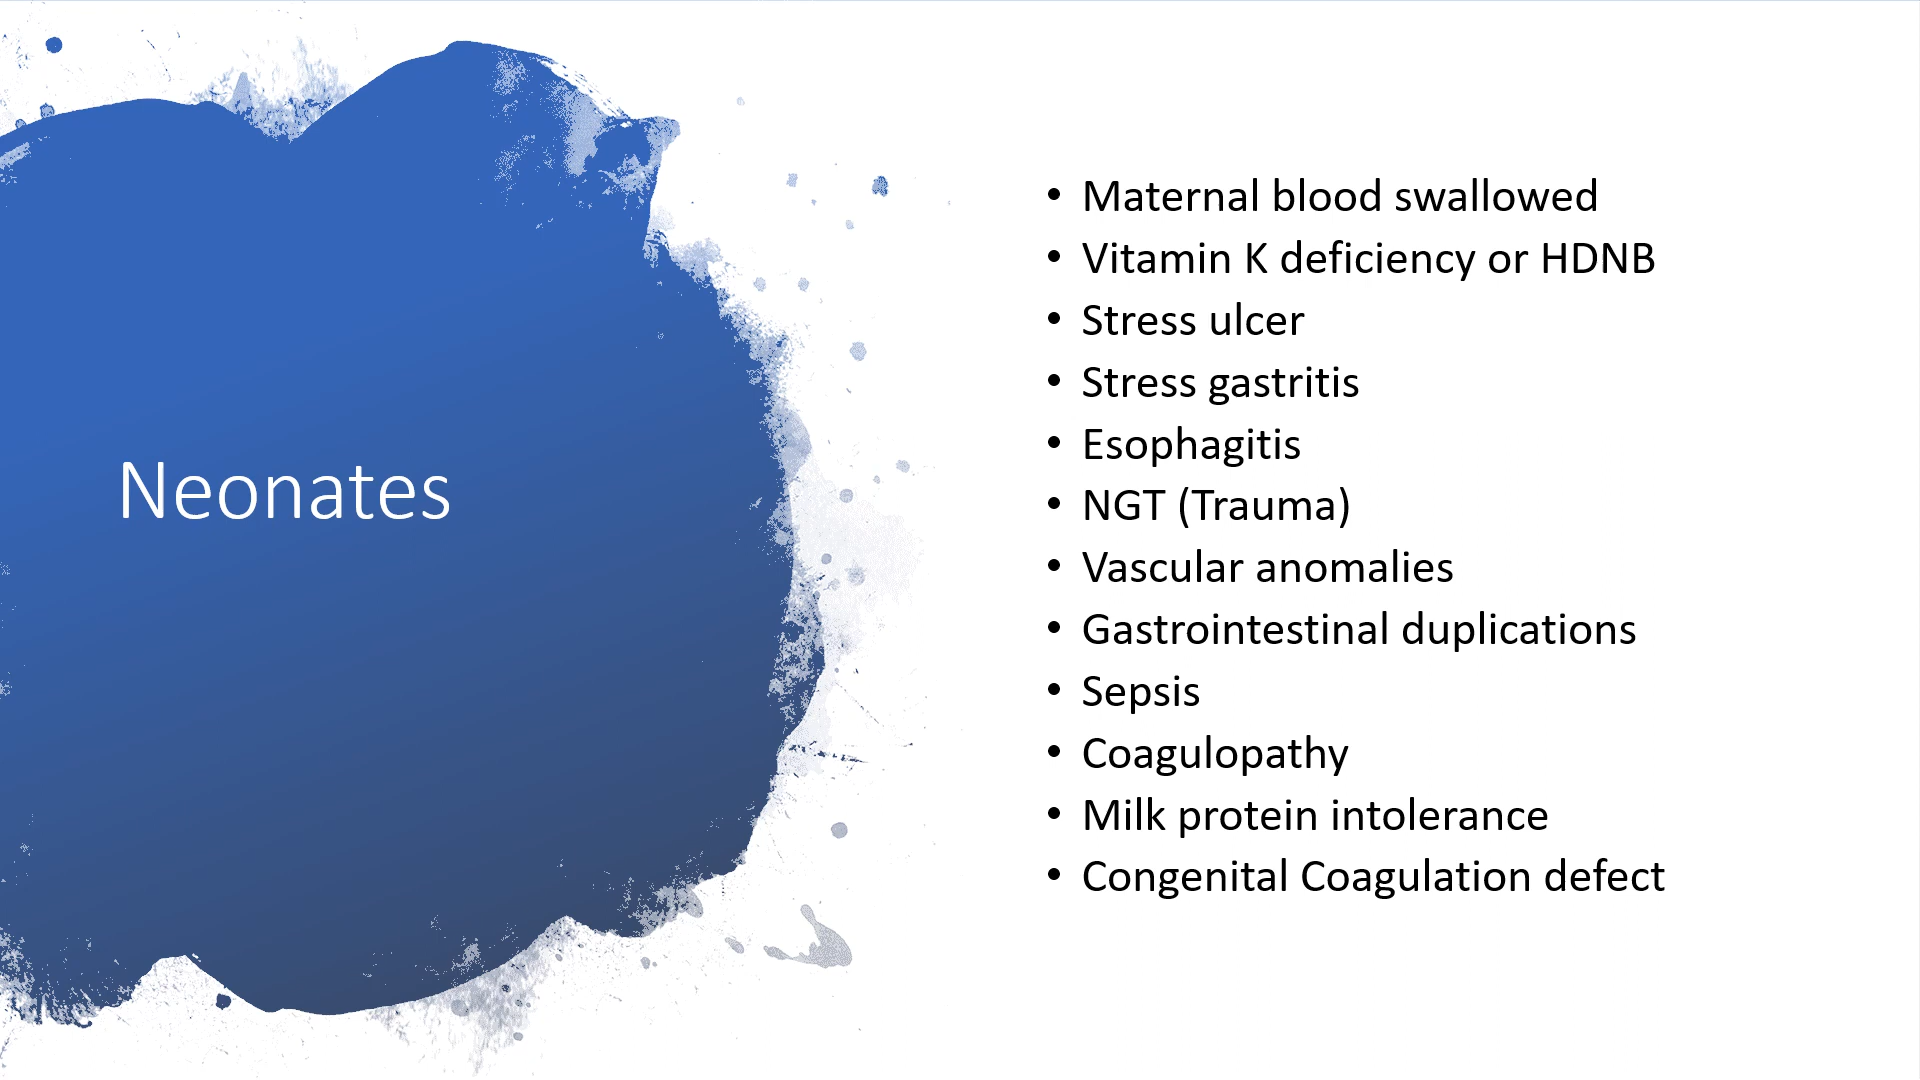 Neonates
• Maternal blood swallowed
• Vitamin K deficiency or HDNB
• Stress ulcer
• Stress gastritis
• Esophagitis
• NGT (Trauma)
• Vascular anomalies
• Gastrointestinal duplications
• Sepsis
• Coagulopathy
• Milk protein intolerance
• Congenital Coagulation defect